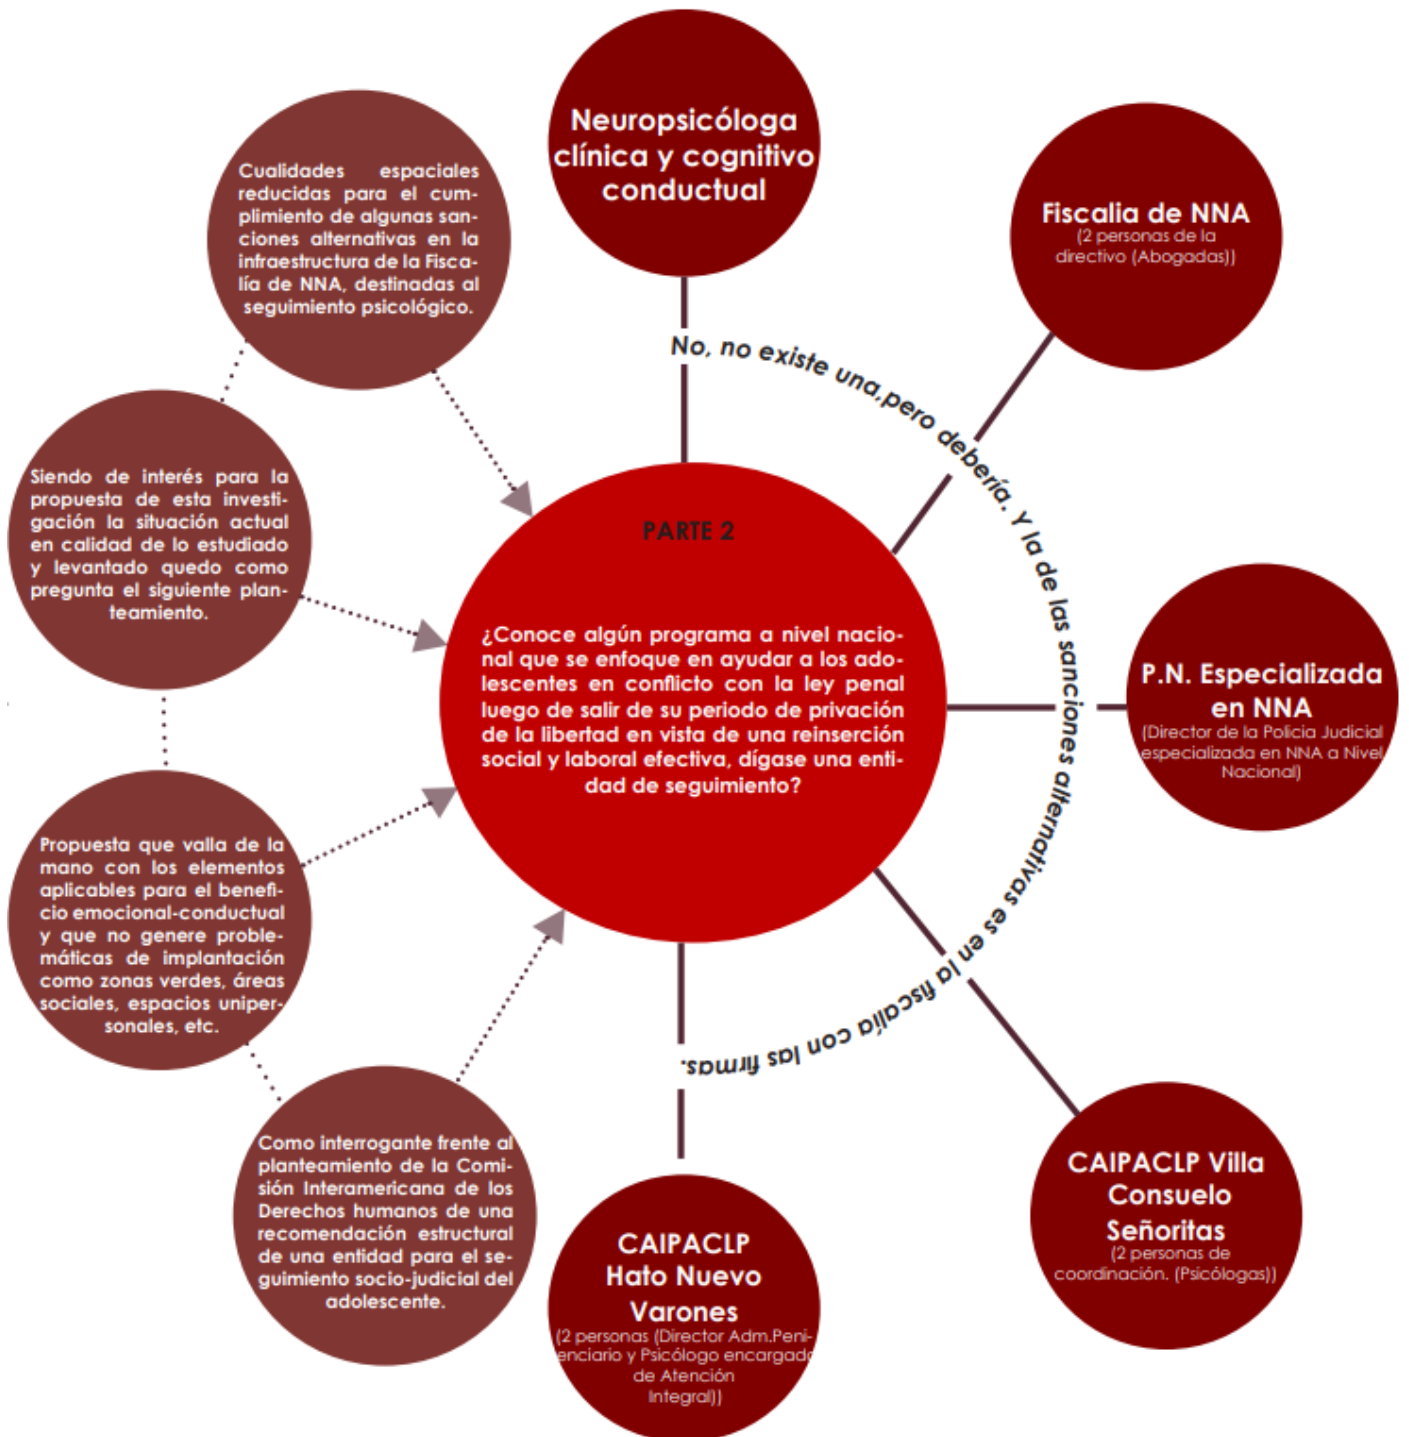 Neuropsicóloga
clínica y cognitivo
conductual
Fiscalia de NNA
(2 personas de la
directivo (Abogadas))
P.N. Especializada
en NNA
(Director de la Policia Judicial
especializada en NNA a Nivel
Nacional)
CAIPACLP Villa
Consuelo
Señoritas
(2 personas de
coordinación. (Psicólogas))
CAIPACLP
Hato Nuevo
Varones
(2 personas (Director Adm.Peni-
enciario y Psicólogo encargado
de Atención
Integral))
No, no existe una,pero debería. Y la de las sanciones alternativas es en la fiscalía con las firmas.
PARTE 2
¿Conoce algún programa a nivel nacio-
nal que se enfoque en ayudar a los ado-
lescentes en conflicto con la ley penal
luego de salir de su periodo de privación
de la libertad en vista de una reinserción
social y laboral efectiva, dígase una enti-
dad de seguimiento?
Cualidades espaciales
reducidas para el cum-
plimiento de algunas san-
ciones alternativas en la
infraestructura de la Fisca-
lía de NNA, destinadas al
seguimiento psicológico.
Siendo de interés para la
propuesta de esta investi-
gación la situación actual
en calidad de lo estudiado
y levantado quedo como
pregunta el siguiente plan-
teamiento.
Propuesta que valla de la
mano con los elementos
aplicables para el benefi-
cio emocional-conductual
y que no genere proble-
máticas de implantación
como zonas verdes, áreas
sociales, espacios uniper-
sonales, etc.
Como interrogante frente al
planteamiento de la Comi-
sión Interamericana de los
Derechos humanos de una
recomendación estructural
de una entidad para el se-
guimiento socio-judicial del
adolescente.